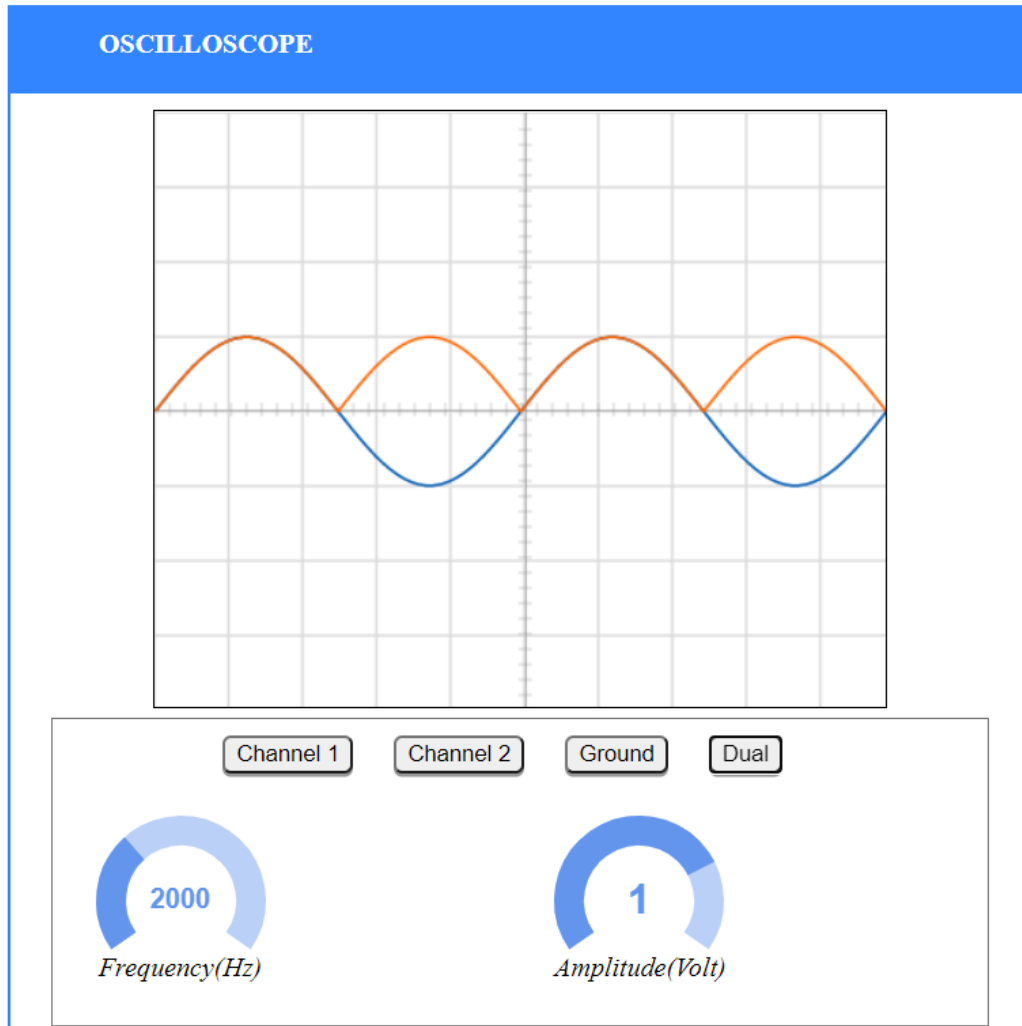 OSCILLOSCOPE
Channel 1 Channel 2 Ground Dual
2000 1
Frequency(Hz) Amplitude(Volt)